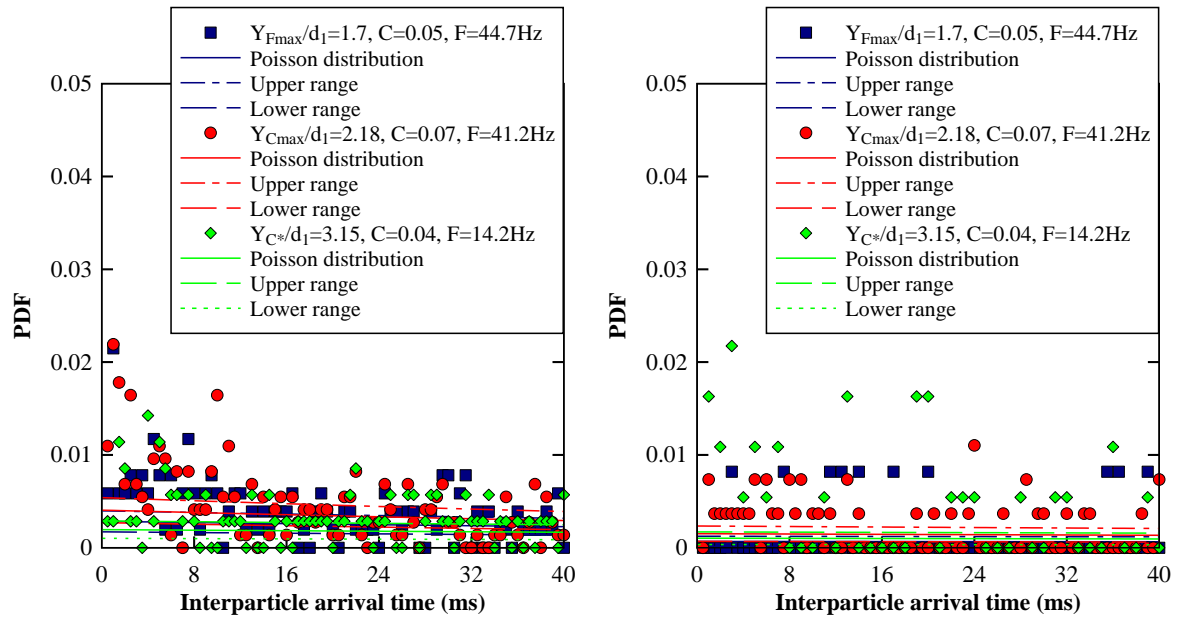 Y_Fmax/d_1=1.7, C=0.05, F=44.7Hz
Poisson distribution
Upper range
Lower range
Y_Cmax/d_1=2.18, C=0.07, F=41.2Hz
Poisson distribution
Upper range
Lower range
Y_C*/d_1=3.15, C=0.04, F=14.2Hz
Poisson distribution
Upper range
Lower range
PDF
0.05
0.04
0.03
0.02
0.01
0
0 8 16 24 32 40
Interparticle arrival time (ms)
Y_Fmax/d_1=1.7, C=0.05, F=44.7Hz
Poisson distribution
Upper range
Lower range
Y_Cmax/d_1=2.18, C=0.07, F=41.2Hz
Poisson distribution
Upper range
Lower range
Y_C*/d_1=3.15, C=0.04, F=14.2Hz
Poisson distribution
Upper range
Lower range
PDF
0.05
0.04
0.03
0.02
0.01
0
0 8 16 24 32 40
Interparticle arrival time (ms)